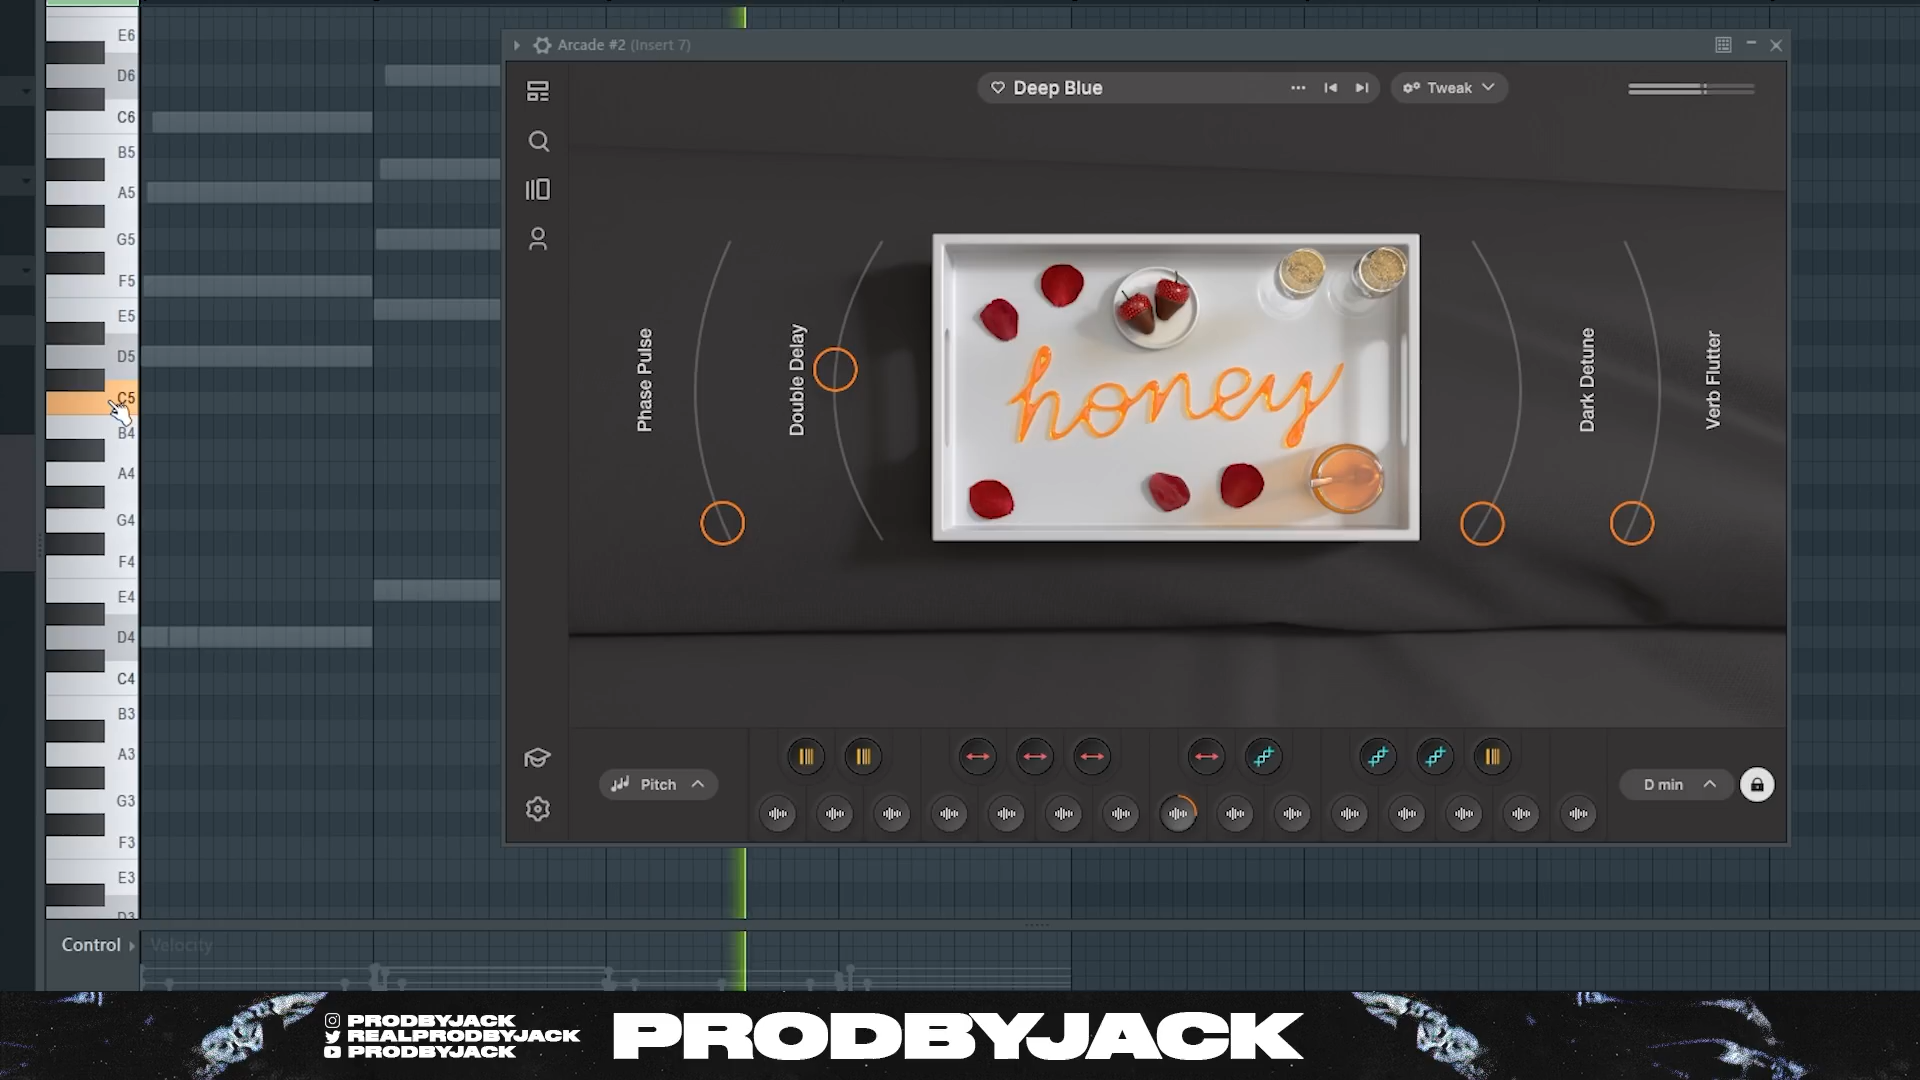 Arcade #2 (Insert 7)
Deep Blue
Tweak
Phase Pulse
Double Delay
honey
Dark Detune
Verb Flutter
Pitch
D min
E6
D6
C6
B5
A5
G5
F5
E5
D5
C5
B4
A4
G4
F4
E4
D4
C4
B3
A3
G3
F3
E3
D3
Control
Velocity
PRODBYJACK
REALPRODBYJACK
PRODBYJACK
PRODBYJACK